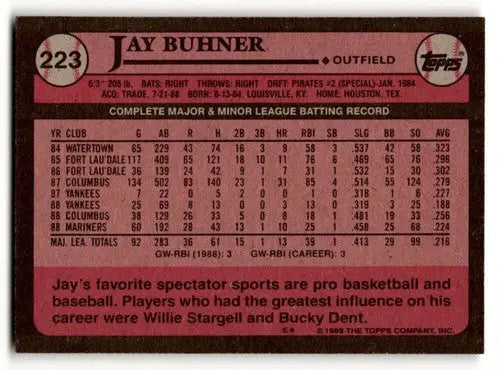 223
JAY BUHNER
OUTFIELD
TOPPS
6'3" 205 lb. BATS: RIGHT THROWS: RIGHT DRFT: PIRATES #2 (SPECIAL) JAN. 1984
ACQ: TRADE, 7-21-88 BORN: 8-13-64, LOUISVILLE, KY. HOME: HOUSTON, TEX.
COMPLETE MAJOR & MINOR LEAGUE BATTING RECORD
YR CLUB G AB R H 2B 3B HR RBI SB SLG BB SO AVG
84 WATERTOWN 65 229 43 74 16 3 9 58 3 .537 42 58 .323
85 FORT LAU'DALE 117 409 65 121 18 10 11 76 6 .469 65 76 .296
86 FORT LAU'DALE 36 139 24 42 9 1 7 31 1 .532 15 30 .302
87 COLUMBUS 134 502 83 140 23 1 31 85 4 .514 55 124 .279
87 YANKEES 7 22 0 5 2 0 0 1 0 .318 1 6 .227
88 YANKEES 25 69 8 13 0 0 3 13 0 .319 3 25 .188
88 COLUMBUS 38 129 26 33 5 0 8 18 1 .481 19 33 .256
88 MARINERS 60 192 28 43 13 1 10 25 1 .458 25 68 .224
MAJ. LEA. TOTALS 92 283 36 61 15 1 13 39 1 .413 29 99 .216
GW-RBI (1988): 3 GW-RBI (CAREER): 3
Jay's favorite spectator sports are pro basketball and
baseball. Players who had the greatest influence on his
career were Willie Stargell and Bucky Dent.
©1989 THE TOPPS COMPANY, INC.